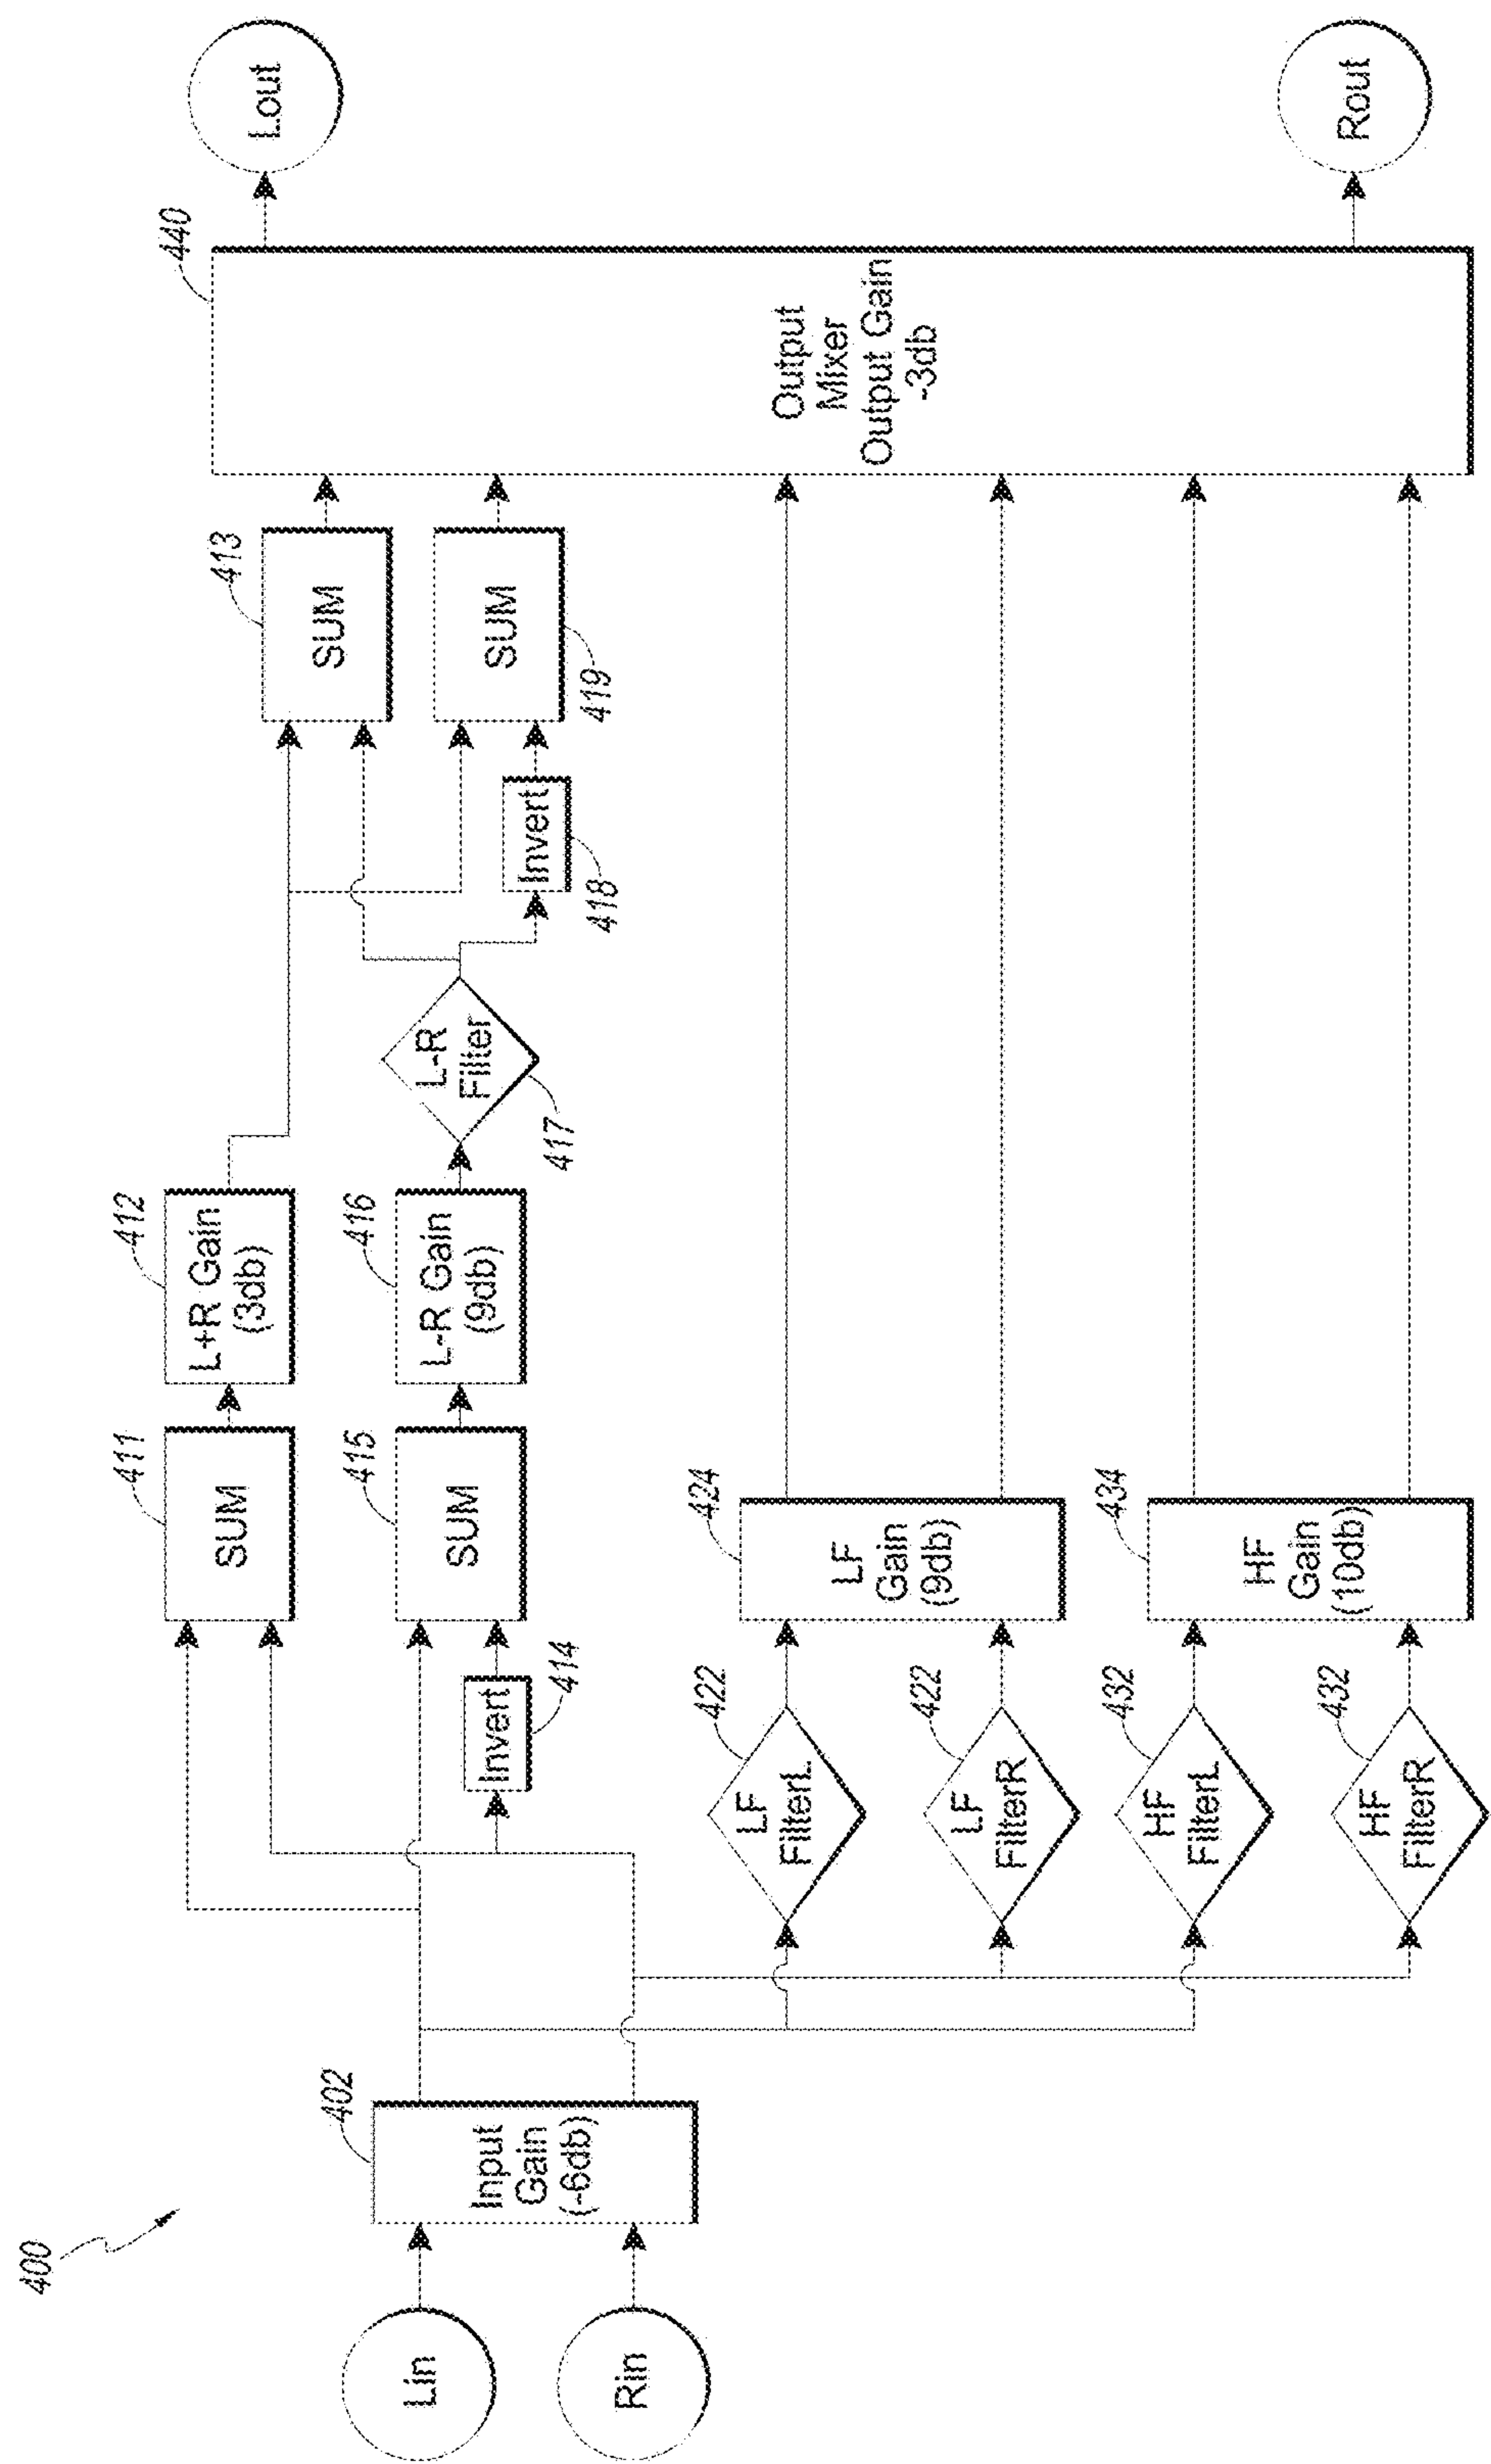 400
Lin
Rin
402
Input
Gain
(-6db)
411
SUM
412
L+R Gain
(3db)
415
SUM
416
L-R Gain
(9db)
Invert
414
L-R
Filter
417
413
SUM
SUM
419
Invert
418
422
LF
FilterL
422
LF
FilterR
432
HF
FilterL
432
HF
FilterR
424
LF
Gain
(9db)
434
HF
Gain
(10db)
440
Output
Mixer
Output Gain
-3db
Lout
Rout